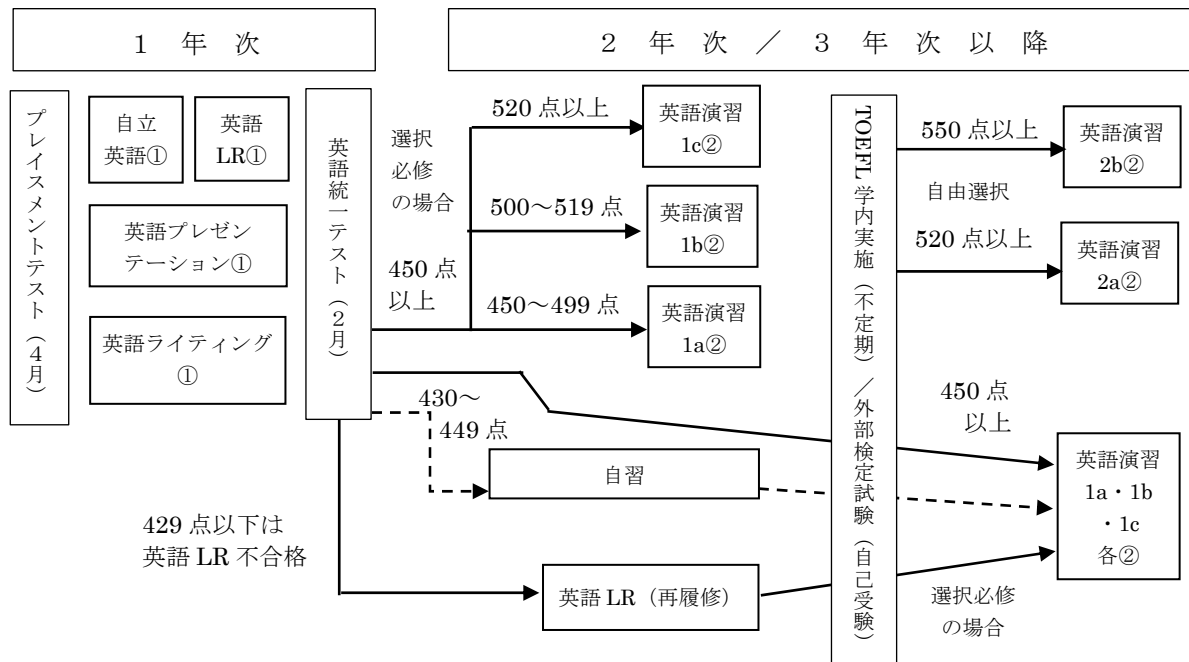 １ 年 次
２ 年 次 ／ ３ 年 次 以 降
プレイスメントテスト（４月）
自立
英語①
英語
LR①
英語プレゼン
テーション①
英語ライティング
①
英語統一テスト（２月）
選択
必修
の場合
450 点
以上
520 点以上
英語演習
1c②
500～519 点
英語演習
1b②
450～499 点
英語演習
1a②
430～
449 点
自習
429 点以下は
英語 LR 不合格
英語 LR（再履修）
TOEFL 学内実施（不定期）／外部検定試験（自己受験）
550 点以上
英語演習
2b②
自由選択
520 点以上
英語演習
2a②
450 点
以上
英語演習
1a・1b
・1c
各②
選択必修
の場合